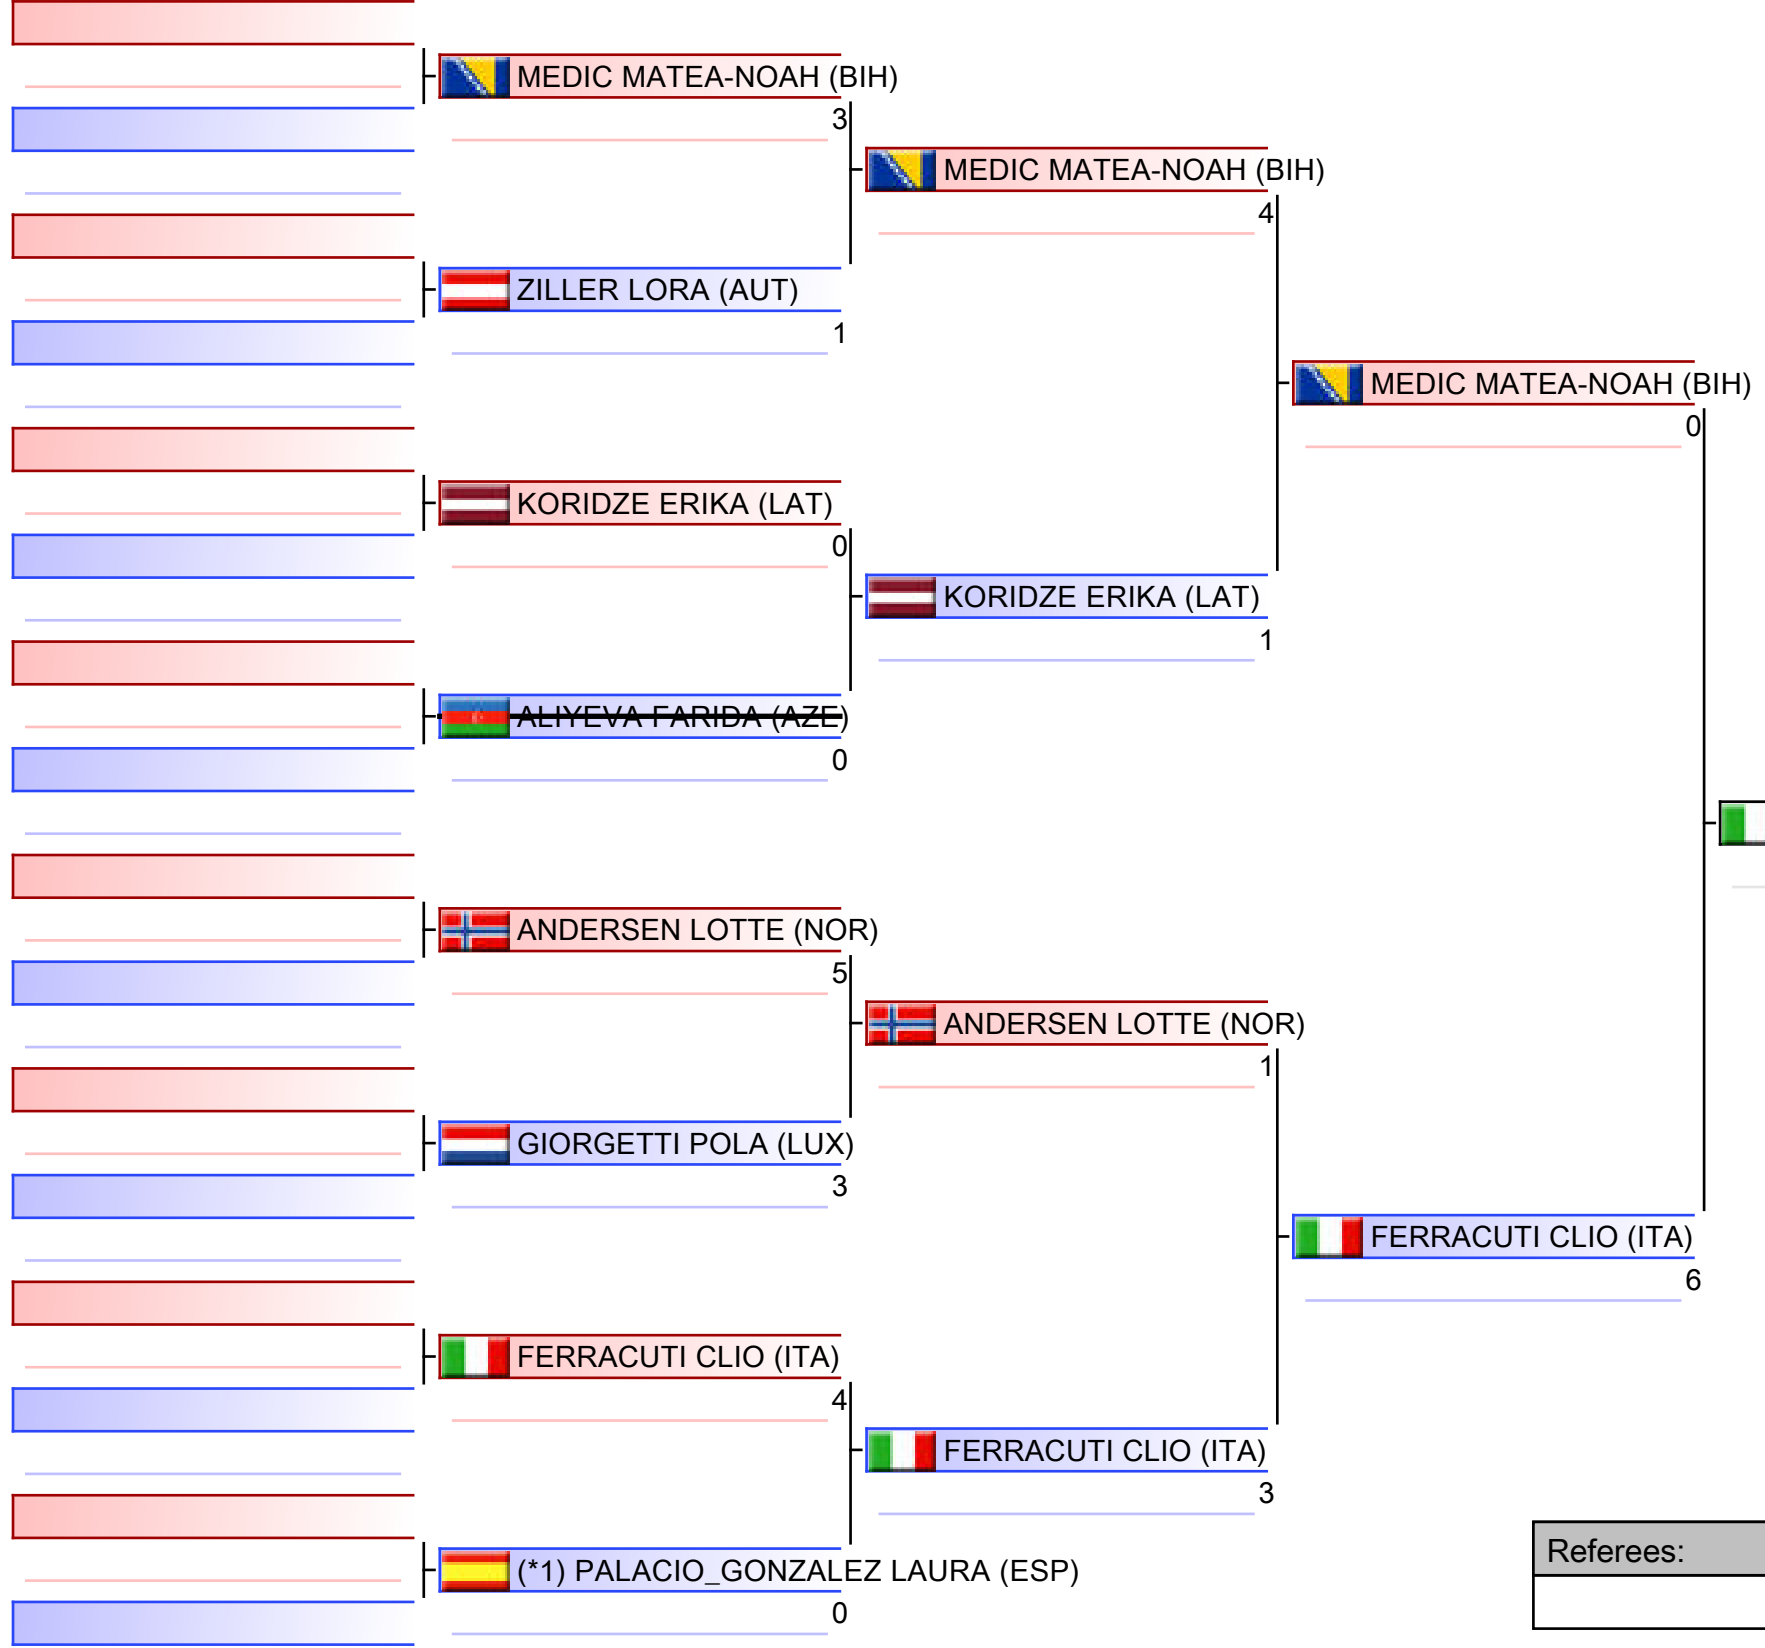 MEDIC MATEA-NOAH (BIH)
3
ZILLER LORA (AUT)
1
KORIDZE ERIKA (LAT)
0
ALIYEVA FARIDA (AZE)
0
ANDERSEN LOTTE (NOR)
5
GIORGETTI POLA (LUX)
3
FERRACUTI CLIO (ITA)
4
(*1) PALACIO_GONZALEZ LAURA (ESP)
0
MEDIC MATEA-NOAH (BIH)
4
KORIDZE ERIKA (LAT)
1
ANDERSEN LOTTE (NOR)
1
FERRACUTI CLIO (ITA)
3
MEDIC MATEA-NOAH (BIH)
0
FERRACUTI CLIO (ITA)
6
Referees: